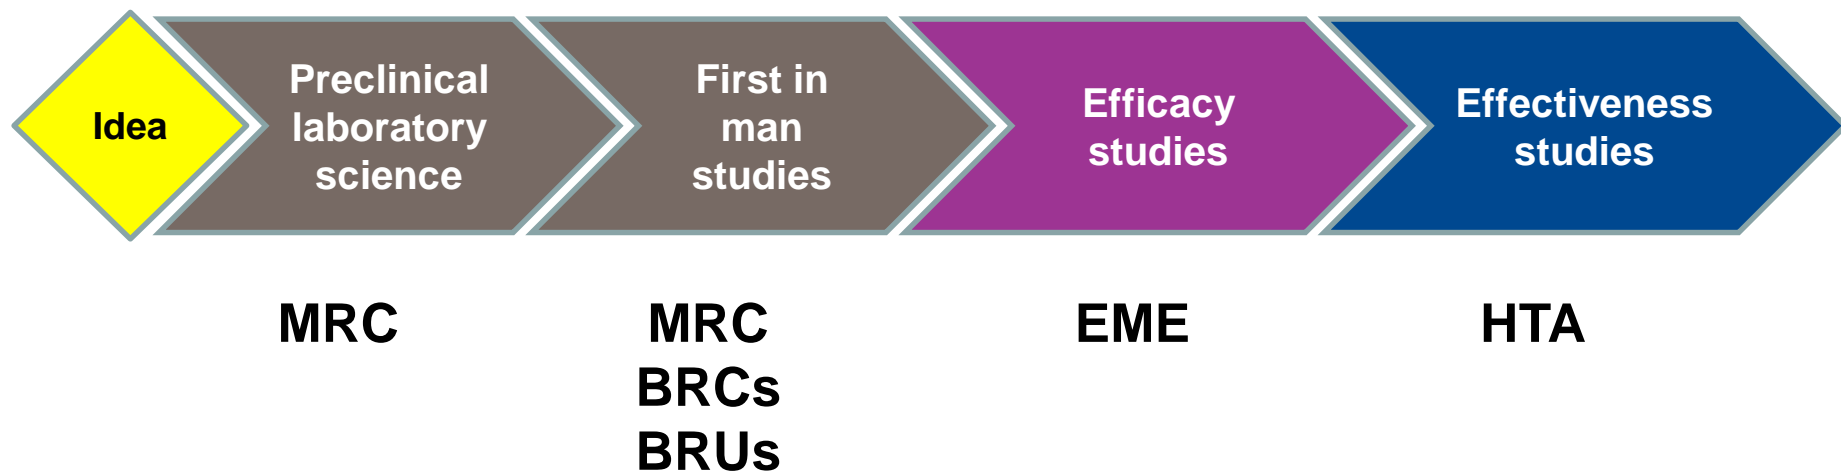 Idea
Preclinical
laboratory
science
First in
man
studies
Efficacy
studies
Effectiveness
studies
MRC
MRC
BRCs
BRUs
EME
HTA